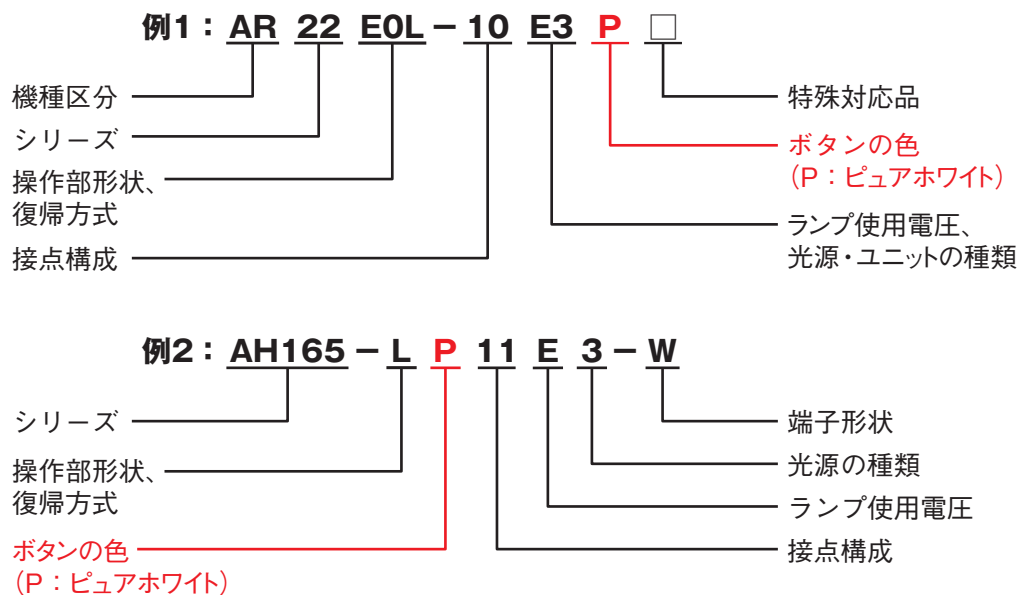 例1：AR 22 E0L－10 E3 P □
機種区分
シリーズ
操作部形状、
復帰方式
接点構成
特殊対応品
ボタンの色
（P：ピュアホワイト）
ランプ使用電圧、
光源・ユニットの種類
例2：AH165－L P 11 E 3－W
シリーズ
操作部形状、
復帰方式
ボタンの色
（P：ピュアホワイト）
端子形状
光源の種類
ランプ使用電圧
接点構成